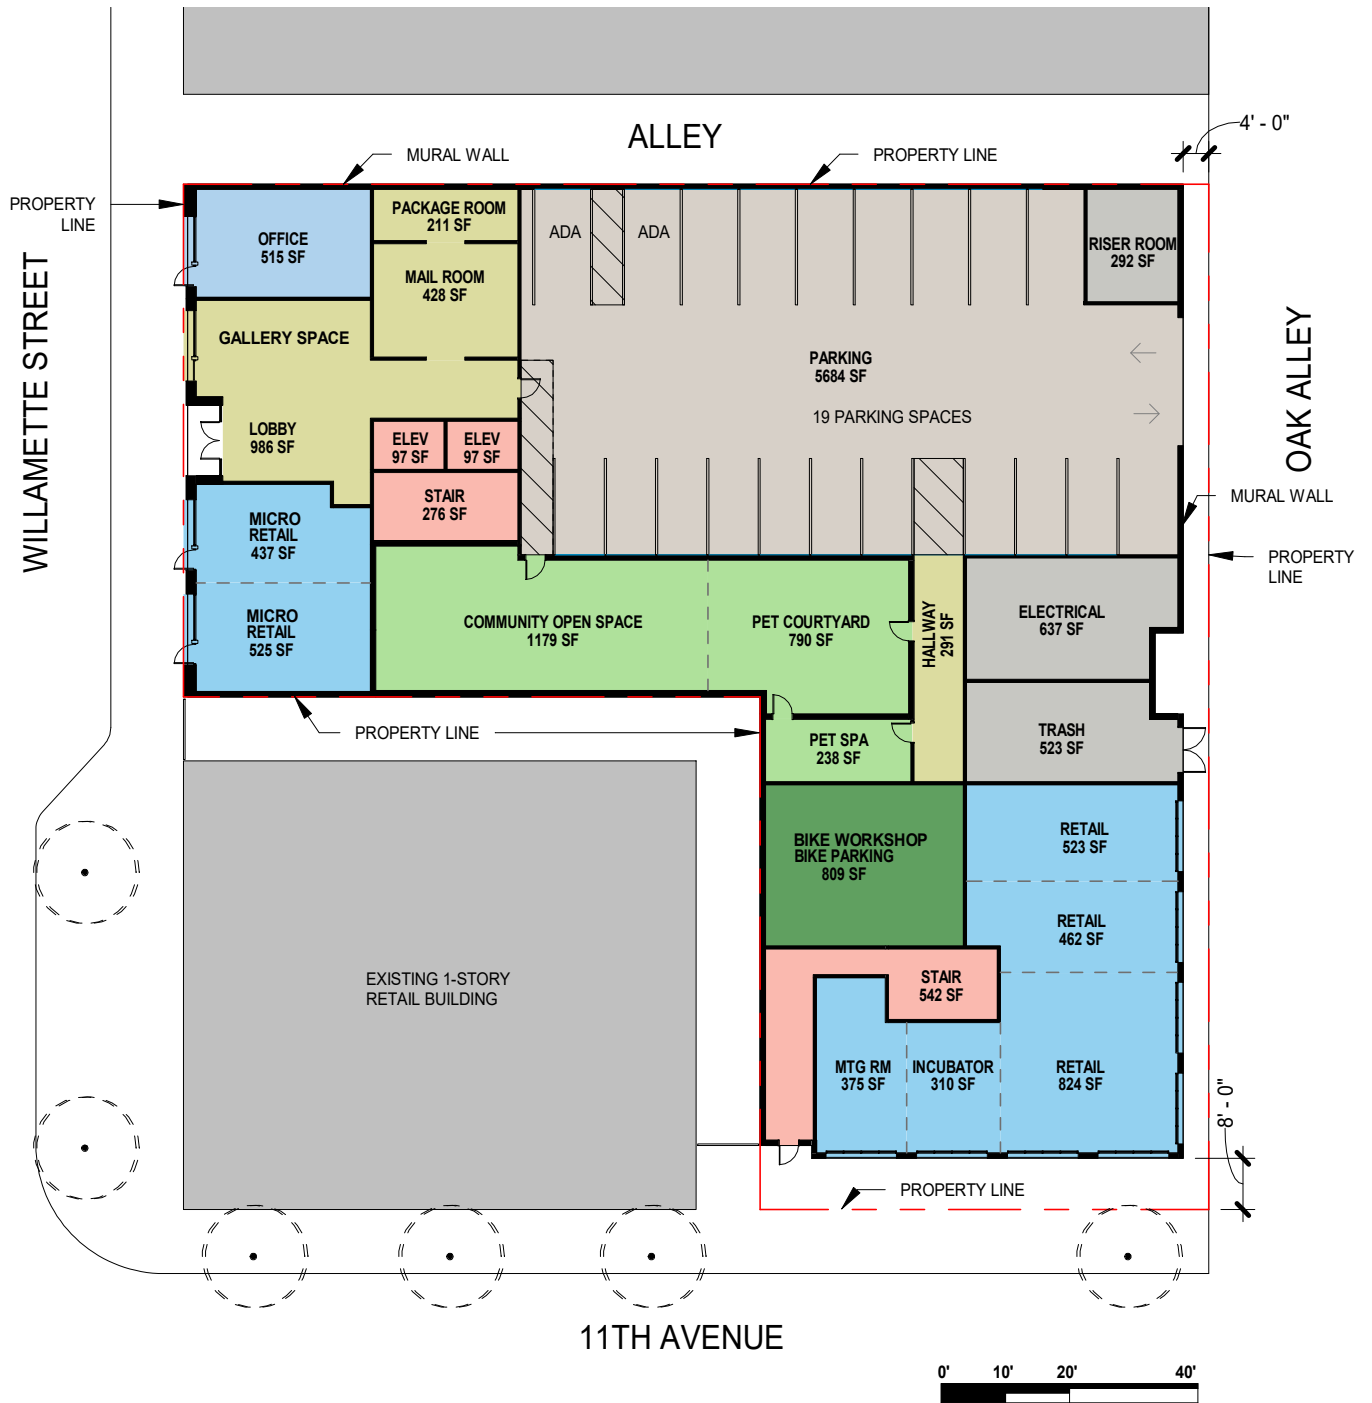 ALLEY
4' - 0"
MURAL WALL
PROPERTY LINE
PROPERTY
LINE
WILLAMETTE STREET
OFFICE
515 SF
PACKAGE ROOM
211 SF
MAIL ROOM
428 SF
ADA
ADA
RISER ROOM
292 SF
GALLERY SPACE
PARKING
5684 SF
19 PARKING SPACES
OAK ALLEY
LOBBY
986 SF
ELEV
97 SF
ELEV
97 SF
STAIR
276 SF
MURAL WALL
PROPERTY
LINE
MICRO
RETAIL
437 SF
MICRO
RETAIL
525 SF
COMMUNITY OPEN SPACE
1179 SF
PET COURTYARD
790 SF
HALLWAY
291 SF
ELECTRICAL
637 SF
PROPERTY LINE
PET SPA
238 SF
TRASH
523 SF
BIKE WORKSHOP
BIKE PARKING
809 SF
RETAIL
523 SF
RETAIL
462 SF
EXISTING 1-STORY
RETAIL BUILDING
STAIR
542 SF
MTG RM
375 SF
INCUBATOR
310 SF
RETAIL
824 SF
8' - 0"
PROPERTY LINE
11TH AVENUE
0' 10' 20' 40'